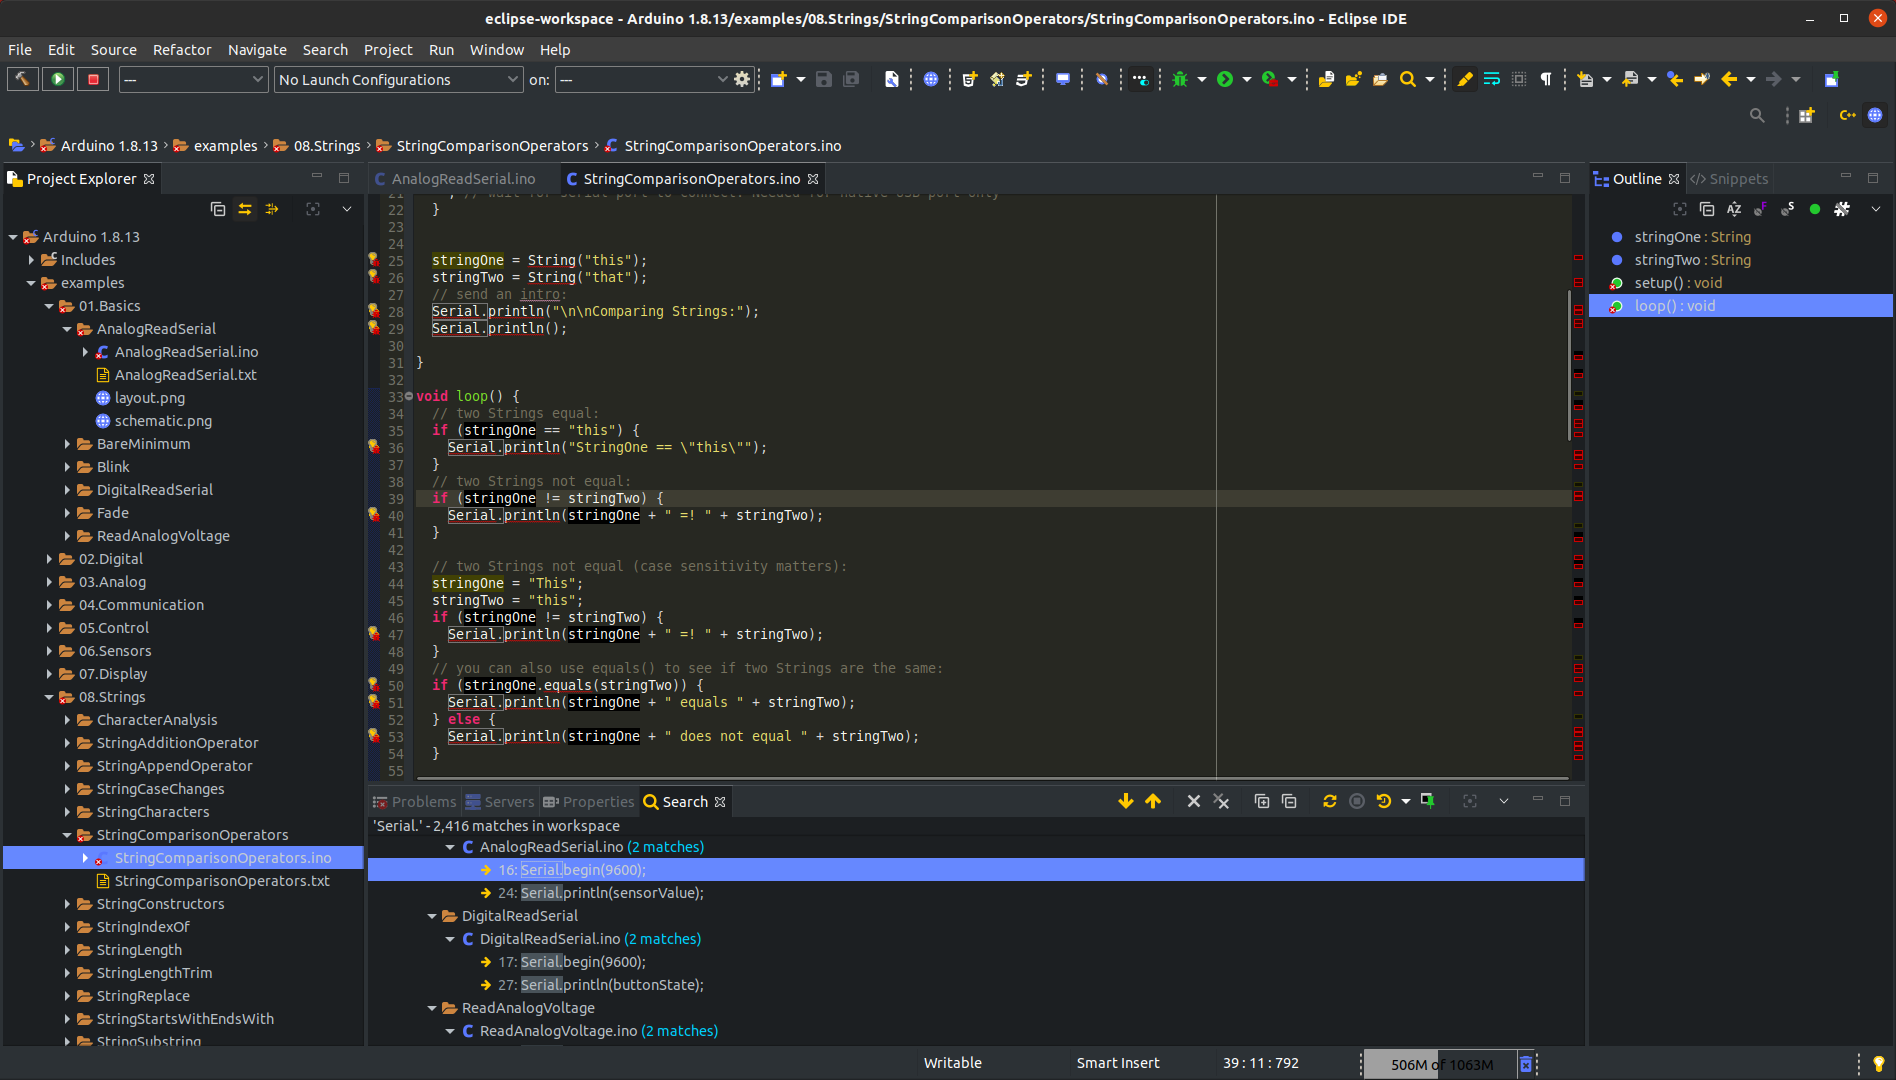 eclipse-workspace - Arduino 1.8.13/examples/08.Strings/StringComparisonOperators/StringComparisonOperators.ino - Eclipse IDE
File Edit Source Refactor Navigate Search Project Run Window Help
--- No Launch Configurations on: ---
C++
Arduino 1.8.13 examples 08.Strings StringComparisonOperators StringComparisonOperators.ino
Project Explorer
Arduino 1.8.13
Includes
examples
01.Basics
AnalogReadSerial
AnalogReadSerial.ino
AnalogReadSerial.txt
layout.png
schematic.png
BareMinimum
Blink
DigitalReadSerial
Fade
ReadAnalogVoltage
02.Digital
03.Analog
04.Communication
05.Control
06.Sensors
07.Display
08.Strings
CharacterAnalysis
StringAdditionOperator
StringAppendOperator
StringCaseChanges
StringCharacters
StringComparisonOperators
StringComparisonOperators.ino
StringComparisonOperators.txt
StringConstructors
StringIndexOf
StringLength
StringLengthTrim
StringReplace
StringStartsWithEndsWith
StringSubstring
AnalogReadSerial.ino StringComparisonOperators.ino
21 ; // wait for serial port to connect. Needed for native USB port only
22 }
23
24
25 stringOne = String("this");
26 stringTwo = String("that");
27 // send an intro:
28 Serial.println("\n\nComparing Strings:");
29 Serial.println();
30
31 }
32
33 void loop() {
34 // two Strings equal:
35 if (stringOne == "this") {
36 Serial.println("StringOne == \"this\"");
37 }
38 // two Strings not equal:
39 if (stringOne != stringTwo) {
40 Serial.println(stringOne + " =! " + stringTwo);
41 }
42
43 // two Strings not equal (case sensitivity matters):
44 stringOne = "This";
45 stringTwo = "this";
46 if (stringOne != stringTwo) {
47 Serial.println(stringOne + " =! " + stringTwo);
48 }
49 // you can also use equals() to see if two Strings are the same:
50 if (stringOne.equals(stringTwo)) {
51 Serial.println(stringOne + " equals " + stringTwo);
52 } else {
53 Serial.println(stringOne + " does not equal " + stringTwo);
54 }
55
Problems Servers Properties Search
'Serial.' - 2,416 matches in workspace
AnalogReadSerial.ino (2 matches)
16: Serial.begin(9600);
24: Serial.println(sensorValue);
DigitalReadSerial
DigitalReadSerial.ino (2 matches)
17: Serial.begin(9600);
27: Serial.println(buttonState);
ReadAnalogVoltage
ReadAnalogVoltage.ino (2 matches)
Outline Snippets
stringOne : String
stringTwo : String
setup() : void
loop() : void
Writable Smart Insert 39 : 11 : 792 506M of 1063M